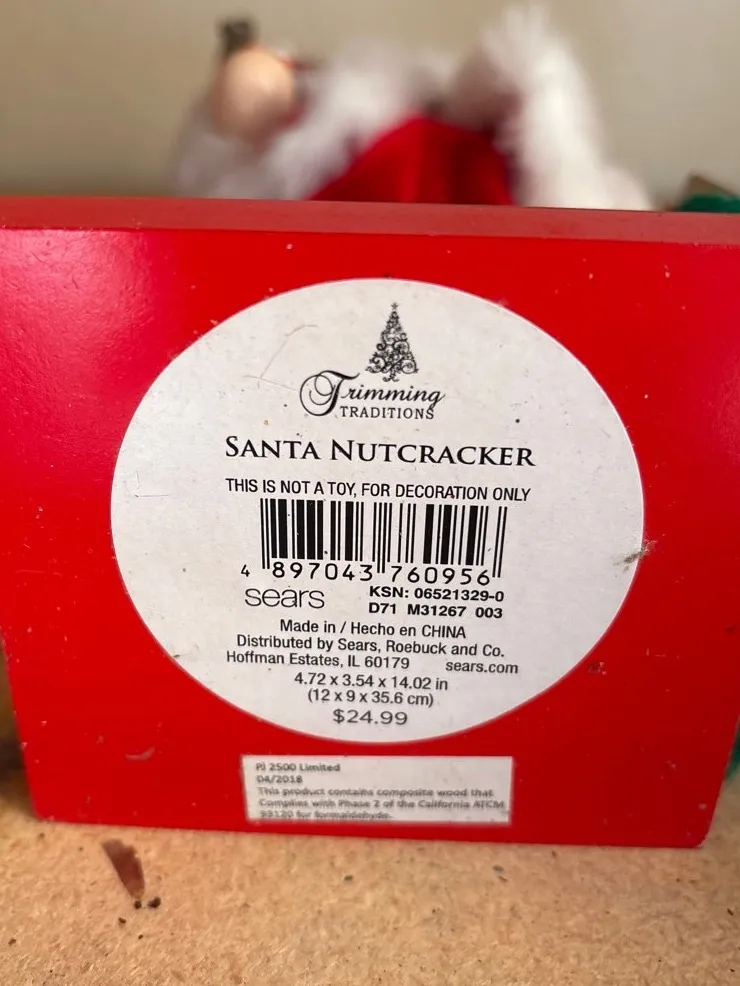 Trimming
TRADITIONS
SANTA NUTCRACKER
THIS IS NOT A TOY, FOR DECORATION ONLY
4 897043 760956
sears KSN: 06521329-0
D71 M31267 003
Made in / Hecho en CHINA
Distributed by Sears, Roebuck and Co.
Hoffman Estates, IL 60179 sears.com
4.72 x 3.54 x 14.02 in
(12 x 9 x 35.6 cm)
$24.99
PJ 2500 Limited
04/2018
This product contains composite wood that
Complies with Phase 2 of the California ATCM
93120 for formaldehyde.